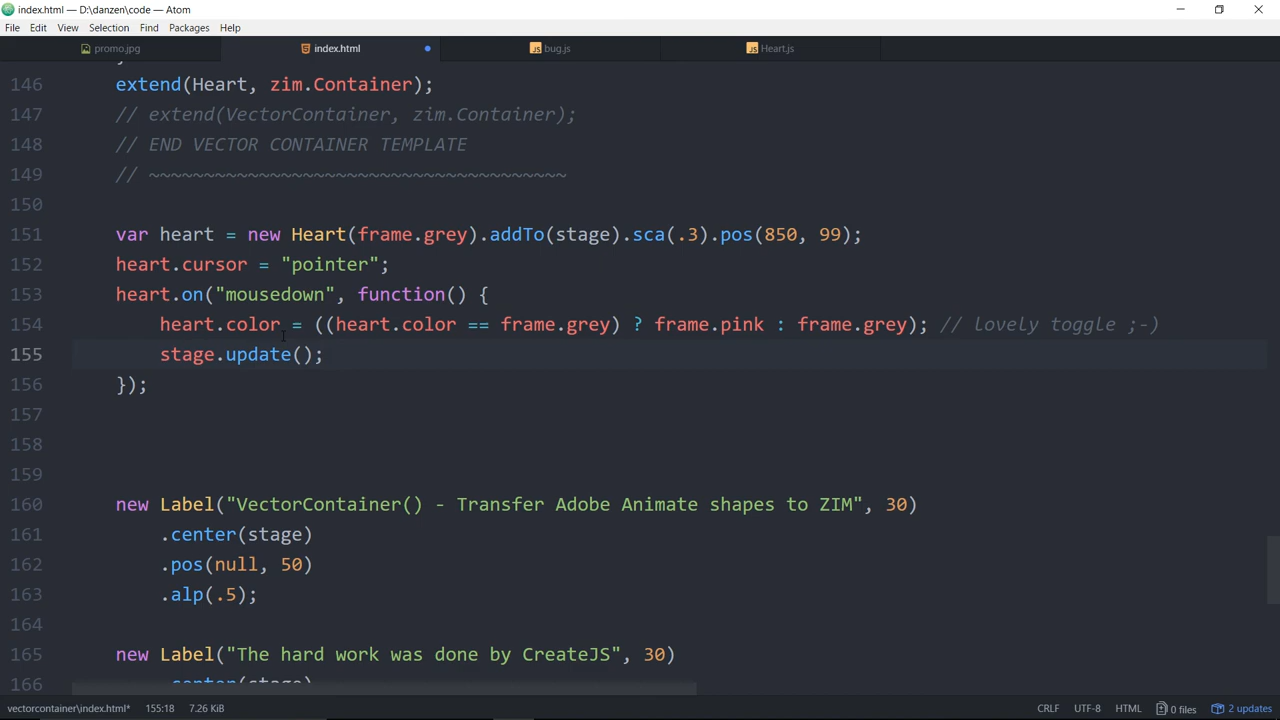 index.html — D:\danzen\code — Atom
File Edit View Selection Find Packages Help
promo.jpg index.html bug.js Heart.js
146 extend(Heart, zim.Container);
147 // extend(VectorContainer, zim.Container);
148 // END VECTOR CONTAINER TEMPLATE
149 // ~~~~~~~~~~~~~~~~~~~~~~~~~~~~~~~~~~~~~~
150
151 var heart = new Heart(frame.grey).addTo(stage).sca(.3).pos(850, 99);
152 heart.cursor = "pointer";
153 heart.on("mousedown", function() {
154 heart.color = ((heart.color == frame.grey) ? frame.pink : frame.grey); // lovely toggle ;-)
155 stage.update();
156 });
157
158
159
160 new Label("VectorContainer() - Transfer Adobe Animate shapes to ZIM", 30)
161 .center(stage)
162 .pos(null, 50)
163 .alp(.5);
164
165 new Label("The hard work was done by CreateJS", 30)
166 .center(stage)
vectorcontainer\index.html* 155:18 7.26 KiB CRLF UTF-8 HTML 0 files 2 updates